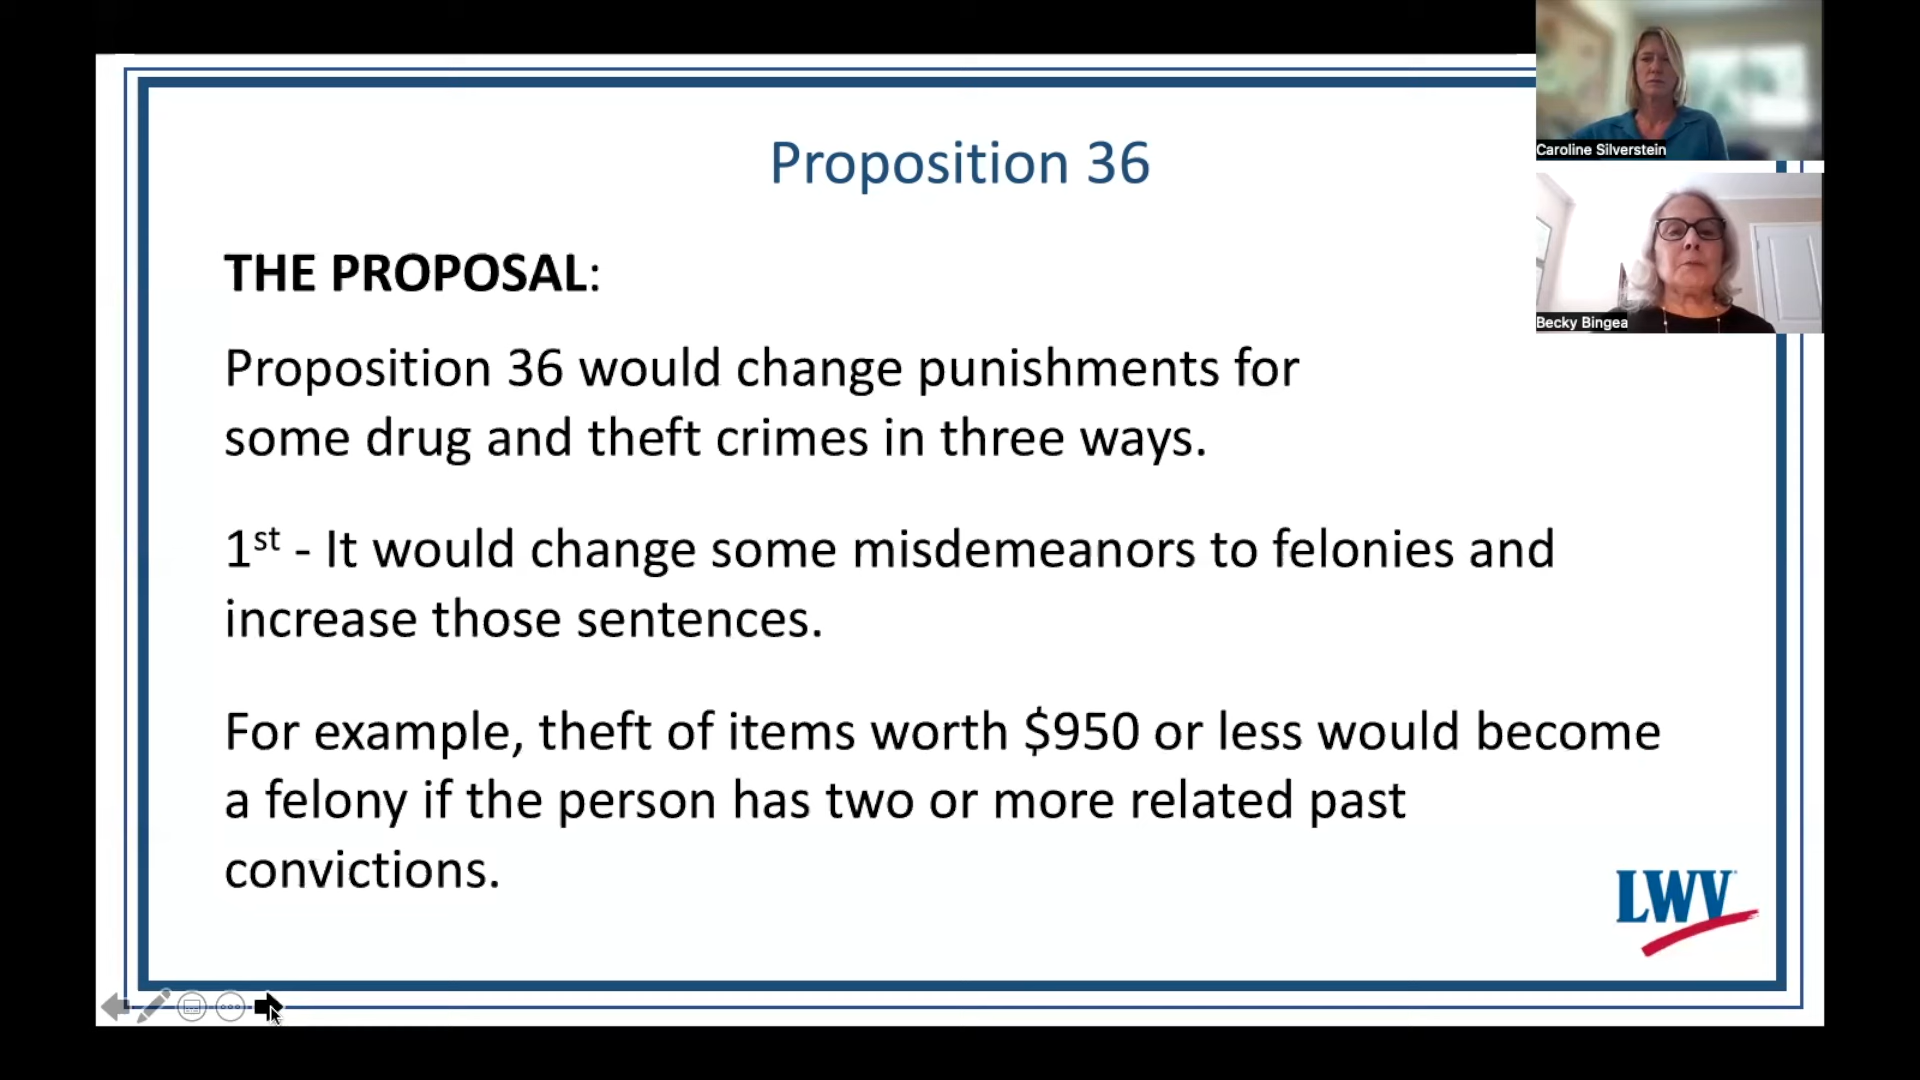 Proposition 36
Caroline Silverstein
Becky Bingea
THE PROPOSAL:
Proposition 36 would change punishments for
some drug and theft crimes in three ways.
1st - It would change some misdemeanors to felonies and
increase those sentences.
For example, theft of items worth $950 or less would become
a felony if the person has two or more related past
convictions.
LWV